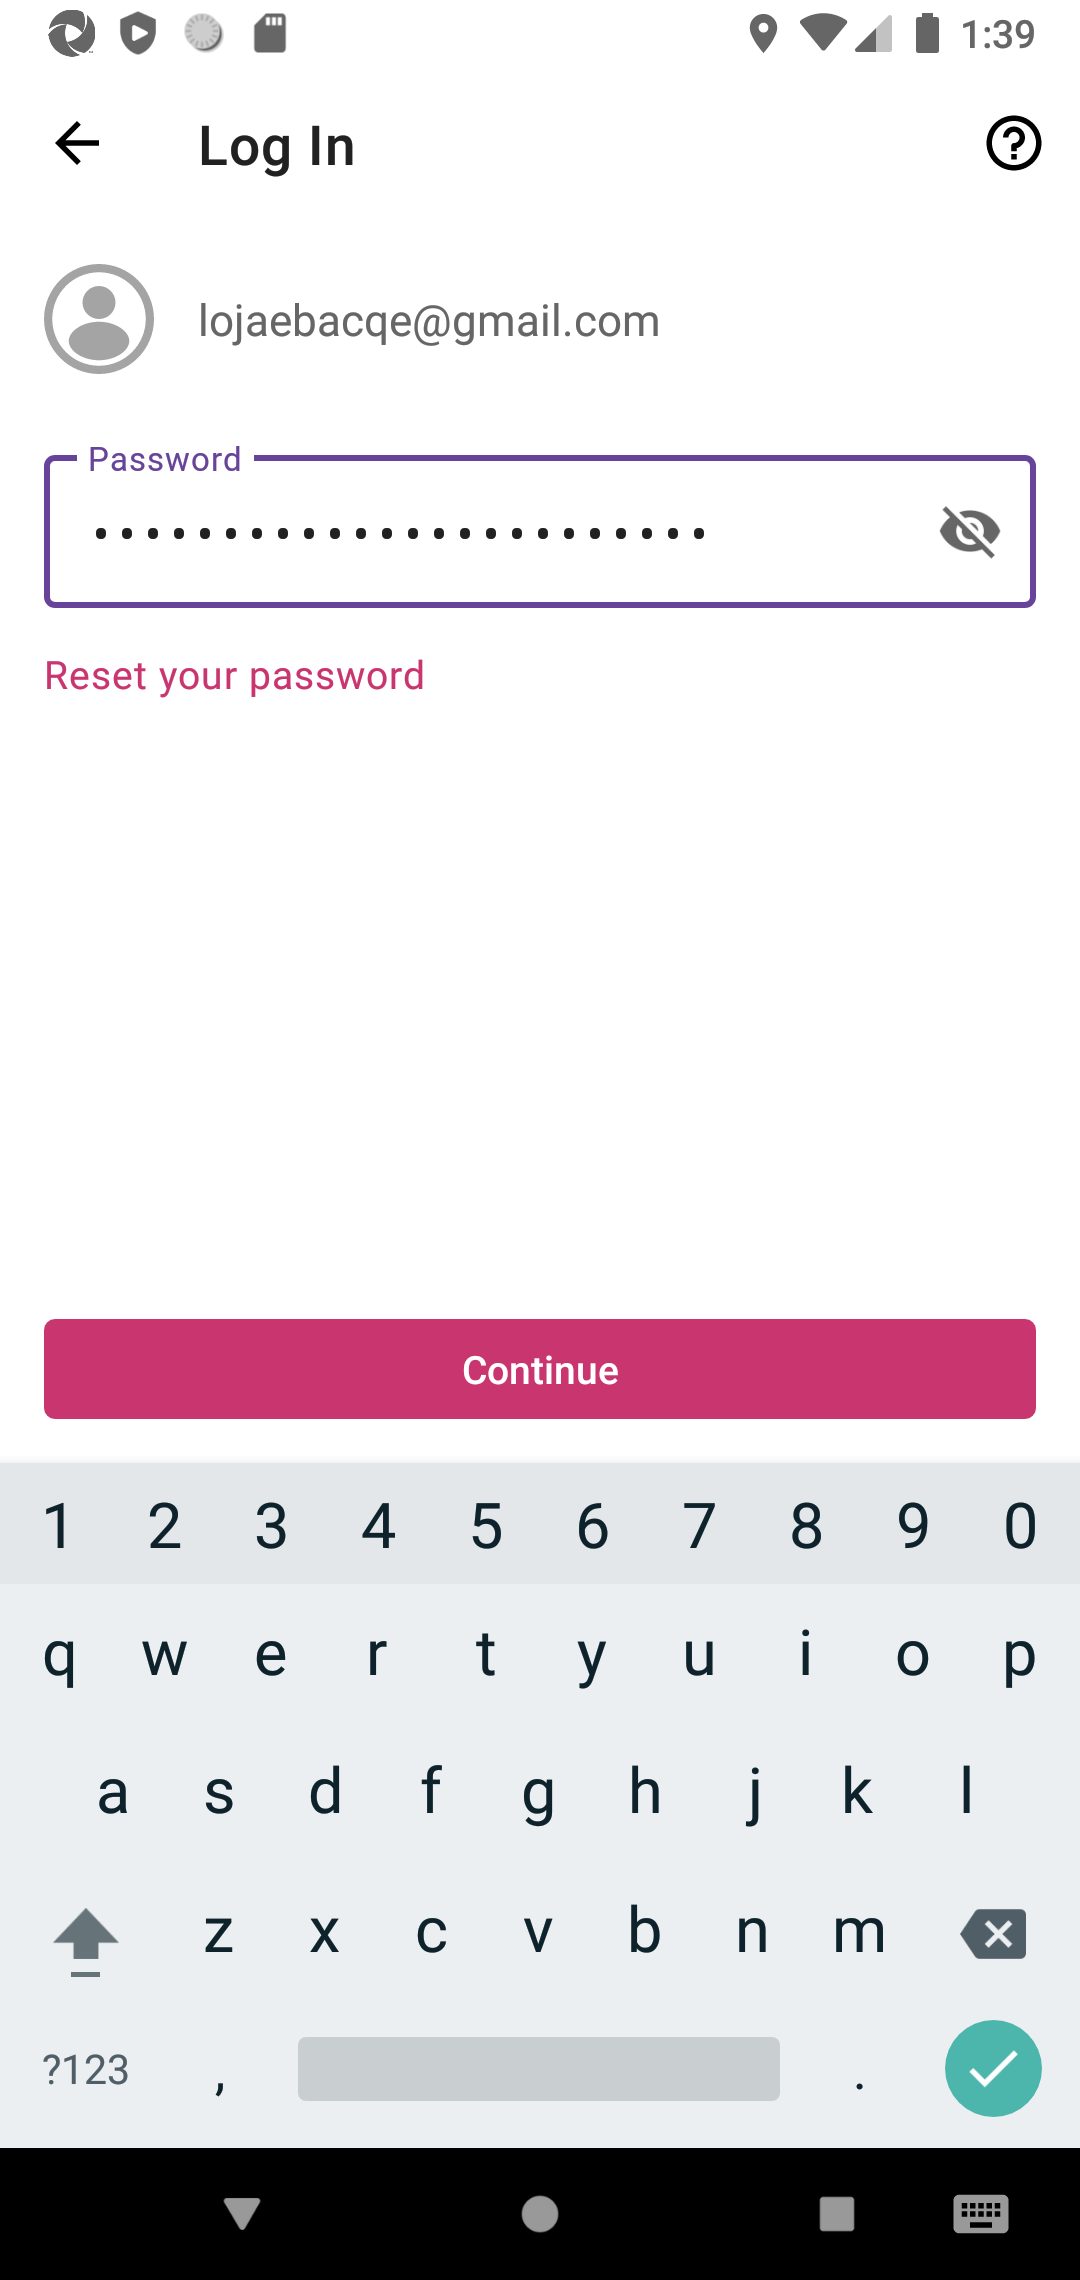 1:39
Log In
lojaebacqe@gmail.com
Password
••••••••••••••••••••••••
Reset your password
Continue
1 2 3 4 5 6 7 8 9 0
q w e r t y u i o p
a s d f g h j k l
z x c v b n m
?123 , .